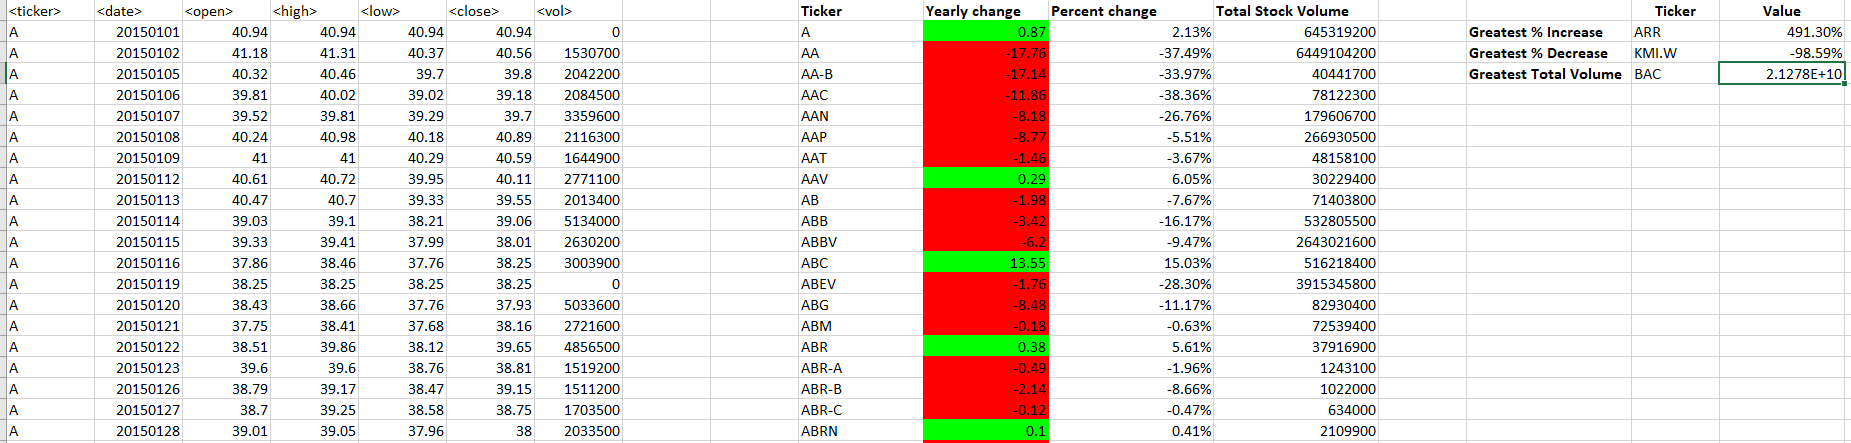 <ticker> <date> <open> <high> <low> <close> <vol> Ticker Yearly change Percent change Total Stock Volume Ticker Value
A 20150101 40.94 40.94 40.94 40.94 0 A 0.87 2.13% 645319200 Greatest % Increase ARR 491.30%
A 20150102 41.18 41.31 40.37 40.56 1530700 AA -17.76 -37.49% 6449104200 Greatest % Decrease KMI.W -98.59%
A 20150105 40.32 40.46 39.7 39.8 2042200 AA-B -17.14 -33.97% 40441700 Greatest Total Volume BAC 2.1278E+10
A 20150106 39.81 40.02 39.02 39.18 2084500 AAC -11.86 -38.36% 78122300
A 20150107 39.52 39.81 39.29 39.7 3359600 AAN -8.18 -26.76% 179606700
A 20150108 40.24 40.98 40.18 40.89 2116300 AAP -8.77 -5.51% 266930500
A 20150109 41 41 40.29 40.59 1644900 AAT -1.46 -3.67% 48158100
A 20150112 40.61 40.72 39.95 40.11 2771100 AAV 0.29 6.05% 30229400
A 20150113 40.47 40.7 39.33 39.55 2013400 AB -1.98 -7.67% 71403800
A 20150114 39.03 39.1 38.21 39.06 5134000 ABB -3.42 -16.17% 532805500
A 20150115 39.33 39.41 37.99 38.01 2630200 ABBV -6.2 -9.47% 2643021600
A 20150116 37.86 38.46 37.76 38.25 3003900 ABC 13.55 15.03% 516218400
A 20150119 38.25 38.25 38.25 38.25 0 ABEV -1.76 -28.30% 3915345800
A 20150120 38.43 38.66 37.76 37.93 5033600 ABG -8.48 -11.17% 82930400
A 20150121 37.75 38.41 37.68 38.16 2721600 ABM -0.18 -0.63% 72539400
A 20150122 38.51 39.86 38.12 39.65 4856500 ABR 0.38 5.61% 37916900
A 20150123 39.6 39.6 38.76 38.81 1519200 ABR-A -0.49 -1.96% 1243100
A 20150126 38.79 39.17 38.47 39.15 1511200 ABR-B -2.14 -8.66% 1022000
A 20150127 38.7 39.25 38.58 38.75 1703500 ABR-C -0.12 -0.47% 634000
A 20150128 39.01 39.05 37.96 38 2033500 ABRN 0.1 0.41% 2109900